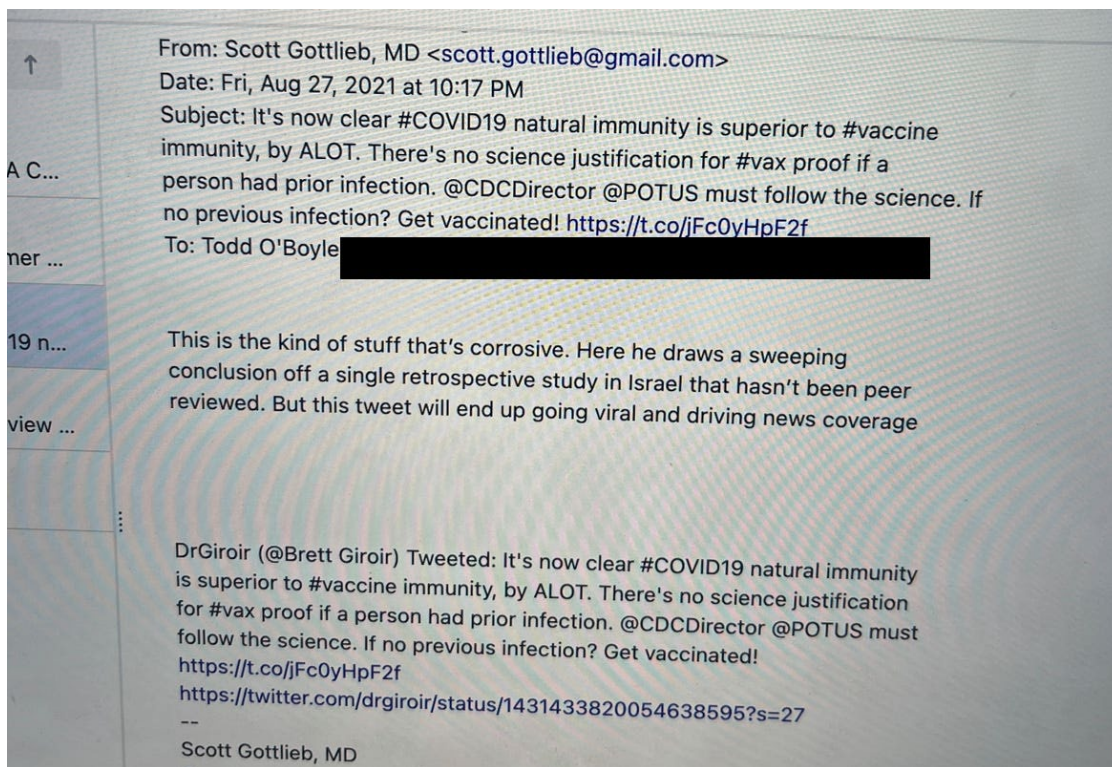 ↑
A C...
mer ...
19 n...
view ...
From: Scott Gottlieb, MD <scott.gottlieb@gmail.com>
Date: Fri, Aug 27, 2021 at 10:17 PM
Subject: It's now clear #COVID19 natural immunity is superior to #vaccine
immunity, by ALOT. There's no science justification for #vax proof if a
person had prior infection. @CDCDirector @POTUS must follow the science. If
no previous infection? Get vaccinated! https://t.co/jFc0yHpF2f
To: Todd O'Boyle
This is the kind of stuff that's corrosive. Here he draws a sweeping
conclusion off a single retrospective study in Israel that hasn't been peer
reviewed. But this tweet will end up going viral and driving news coverage
DrGiroir (@Brett Giroir) Tweeted: It's now clear #COVID19 natural immunity
is superior to #vaccine immunity, by ALOT. There's no science justification
for #vax proof if a person had prior infection. @CDCDirector @POTUS must
follow the science. If no previous infection? Get vaccinated!
https://t.co/jFc0yHpF2f
https://twitter.com/drgiroir/status/1431433820054638595?s=27
--
Scott Gottlieb, MD